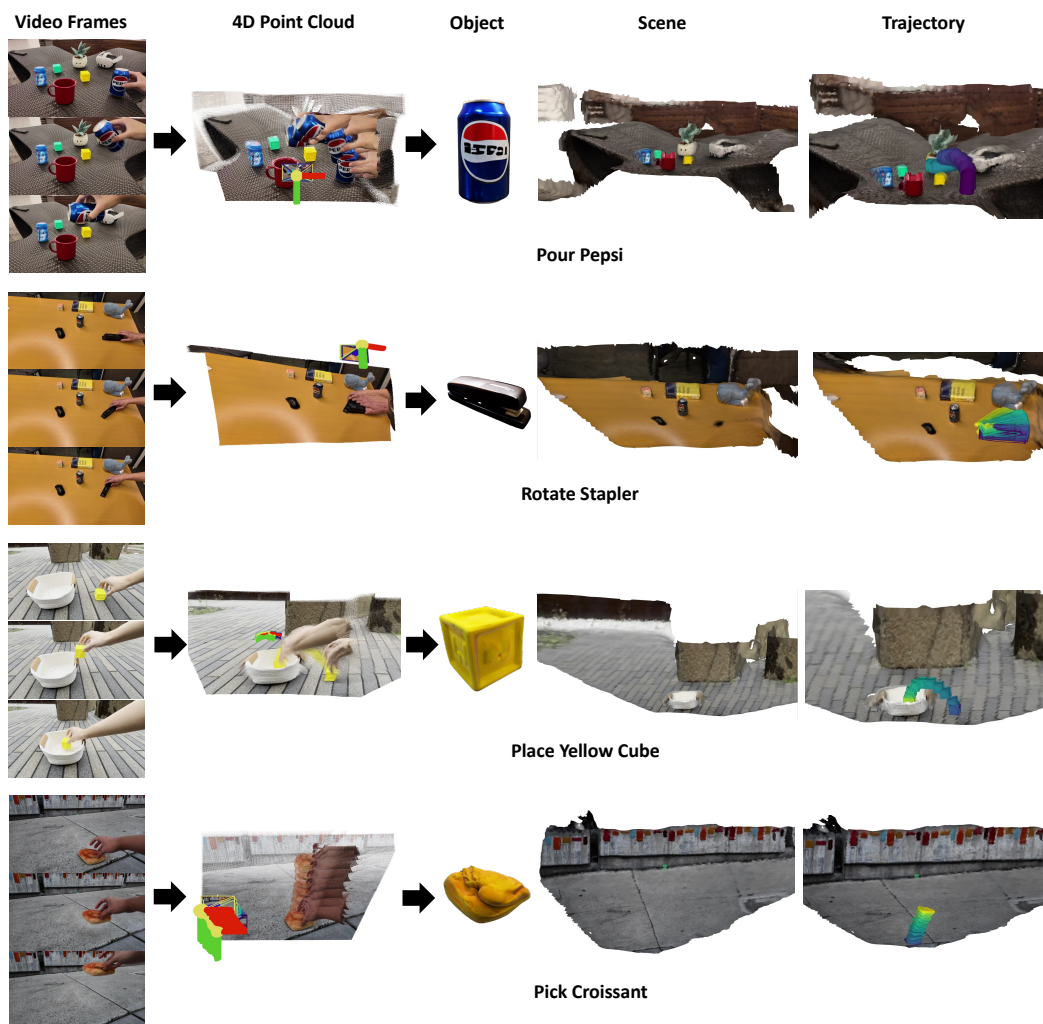 Video Frames
4D Point Cloud
Object
Scene
Trajectory
Pour Pepsi
Rotate Stapler
Place Yellow Cube
Pick Croissant